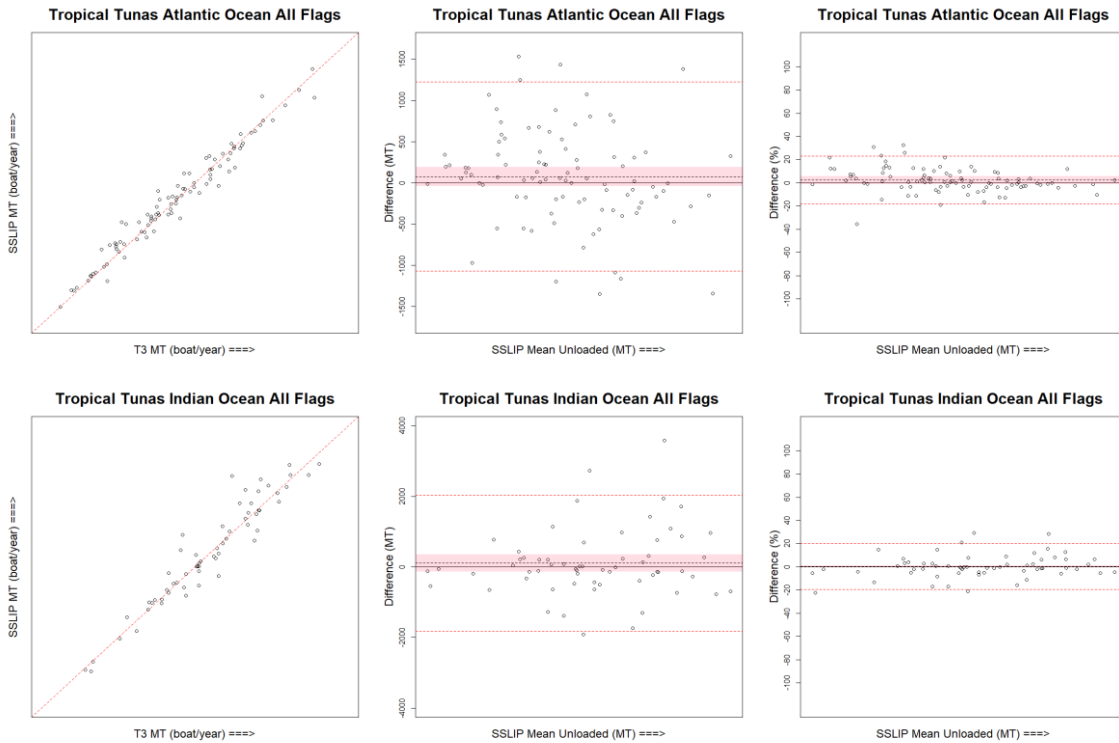 Tropical Tunas Atlantic Ocean All Flags
SSLIP MT (boat/year) ===>
T3 MT (boat/year) ===>
Tropical Tunas Atlantic Ocean All Flags
Difference (MT)
1500
1000
500
0
-500
-1000
-1500
SSLIP Mean Unloaded (MT) ===>
Tropical Tunas Atlantic Ocean All Flags
Difference (%)
100
80
60
40
20
0
-20
-40
-60
-80
-100
SSLIP Mean Unloaded (MT) ===>
Tropical Tunas Indian Ocean All Flags
SSLIP MT (boat/year) ===>
T3 MT (boat/year) ===>
Tropical Tunas Indian Ocean All Flags
Difference (MT)
4000
2000
0
-2000
-4000
SSLIP Mean Unloaded (MT) ===>
Tropical Tunas Indian Ocean All Flags
Difference (%)
100
80
60
40
20
0
-20
-40
-60
-80
-100
SSLIP Mean Unloaded (MT) ===>